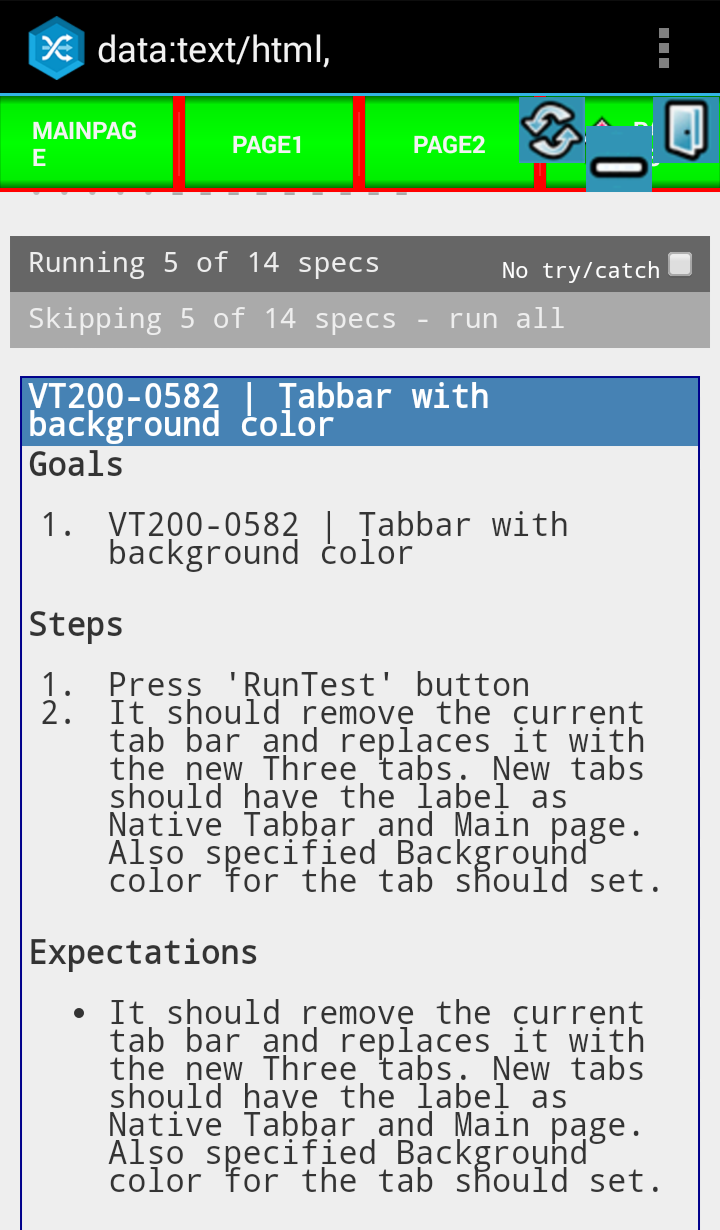 data:text/html,
MAINPAG
E
PAGE1
PAGE2
Running 5 of 14 specs
No try/catch
Skipping 5 of 14 specs - run all
VT200-0582 | Tabbar with
background color
Goals
1. VT200-0582 | Tabbar with
background color
Steps
1. Press 'RunTest' button
2. It should remove the current
tab bar and replaces it with
the new Three tabs. New tabs
should have the label as
Native Tabbar and Main page.
Also specified Background
color for the tab should set.
Expectations
• It should remove the current
tab bar and replaces it with
the new Three tabs. New tabs
should have the label as
Native Tabbar and Main page.
Also specified Background
color for the tab should set.